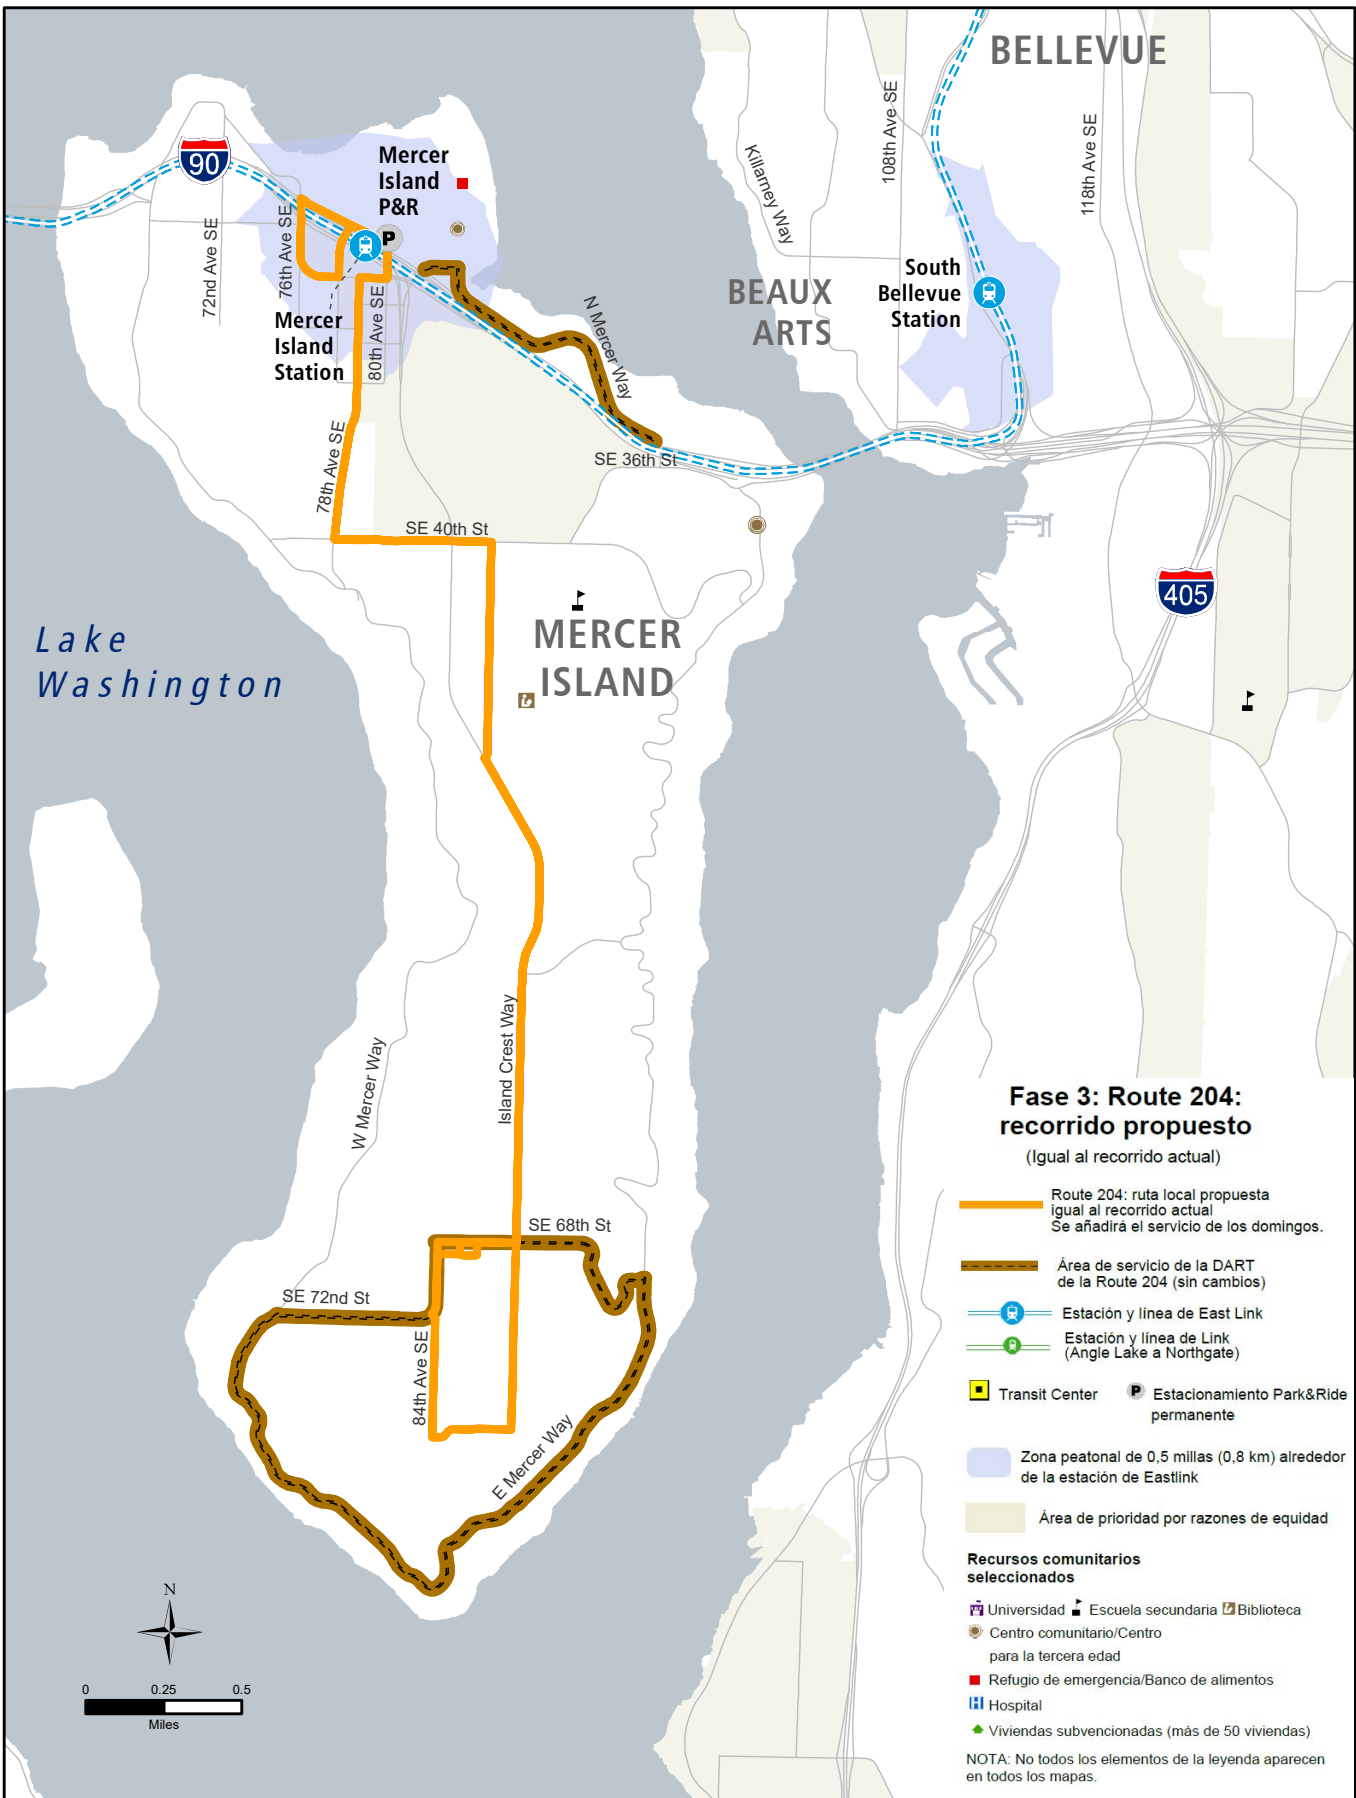 BELLEVUE
108th Ave SE
118th Ave SE
Killarney Way
90
Mercer
Island
P&R
P
72nd Ave SE
76th Ave SE
80th Ave SE
Mercer
Island
Station
N Mercer Way
BEAUX
ARTS
South
Bellevue
Station
78th Ave SE
SE 36th St
SE 40th St
405
MERCER
ISLAND
Lake
Washington
Island Crest Way
W Mercer Way
SE 68th St
SE 72nd St
84th Ave SE
E Mercer Way
N
0 0.25 0.5
Miles
Fase 3: Route 204:
recorrido propuesto
(Igual al recorrido actual)
Route 204: ruta local propuesta
igual al recorrido actual
Se añadirá el servicio de los domingos.
Área de servicio de la DART
de la Route 204 (sin cambios)
Estación y línea de East Link
Estación y línea de Link
(Angle Lake a Northgate)
Transit Center P Estacionamiento Park&Ride
permanente
Zona peatonal de 0,5 millas (0,8 km) alrededor
de la estación de Eastlink
Área de prioridad por razones de equidad
Recursos comunitarios
seleccionados
Universidad Escuela secundaria Biblioteca
Centro comunitario/Centro
para la tercera edad
Refugio de emergencia/Banco de alimentos
H Hospital
Viviendas subvencionadas (más de 50 viviendas)
NOTA: No todos los elementos de la leyenda aparecen
en todos los mapas.